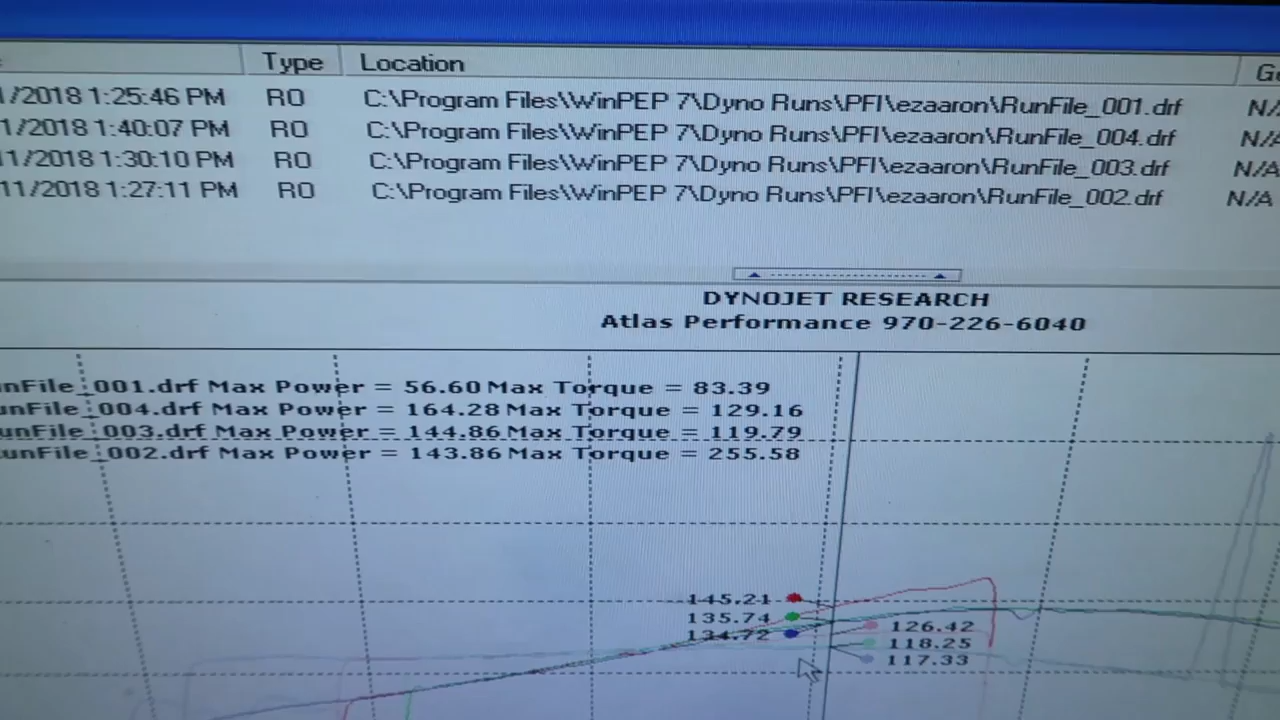 Type Location
/2018 1:25:46 PM RO C:\Program Files\WinPEP 7\Dyno Runs\PFI\ezaaron\RunFile_001.drf N/A
1/2018 1:40:07 PM RO C:\Program Files\WinPEP 7\Dyno Runs\PFI\ezaaron\RunFile_004.drf N/A
1/2018 1:30:10 PM RO C:\Program Files\WinPEP 7\Dyno Runs\PFI\ezaaron\RunFile_003.drf N/A
11/2018 1:27:11 PM RO C:\Program Files\WinPEP 7\Dyno Runs\PFI\ezaaron\RunFile_002.drf N/A
DYNOJET RESEARCH
Atlas Performance 970-226-6040
nFile_001.drf Max Power = 56.60 Max Torque = 83.39
unFile_004.drf Max Power = 164.28 Max Torque = 129.16
unFile_003.drf Max Power = 144.86 Max Torque = 119.79
unFile_002.drf Max Power = 143.86 Max Torque = 255.58
145.21
135.74
134.72
126.42
118.25
117.33